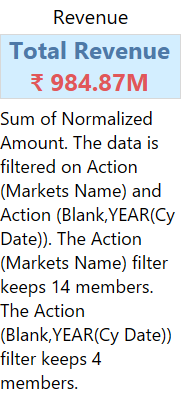 Revenue
Total Revenue
₹ 984.87M
Sum of Normalized
Amount. The data is
filtered on Action
(Markets Name) and
Action (Blank,YEAR(Cy
Date)). The Action
(Markets Name) filter
keeps 14 members.
The Action
(Blank,YEAR(Cy Date))
filter keeps 4
members.